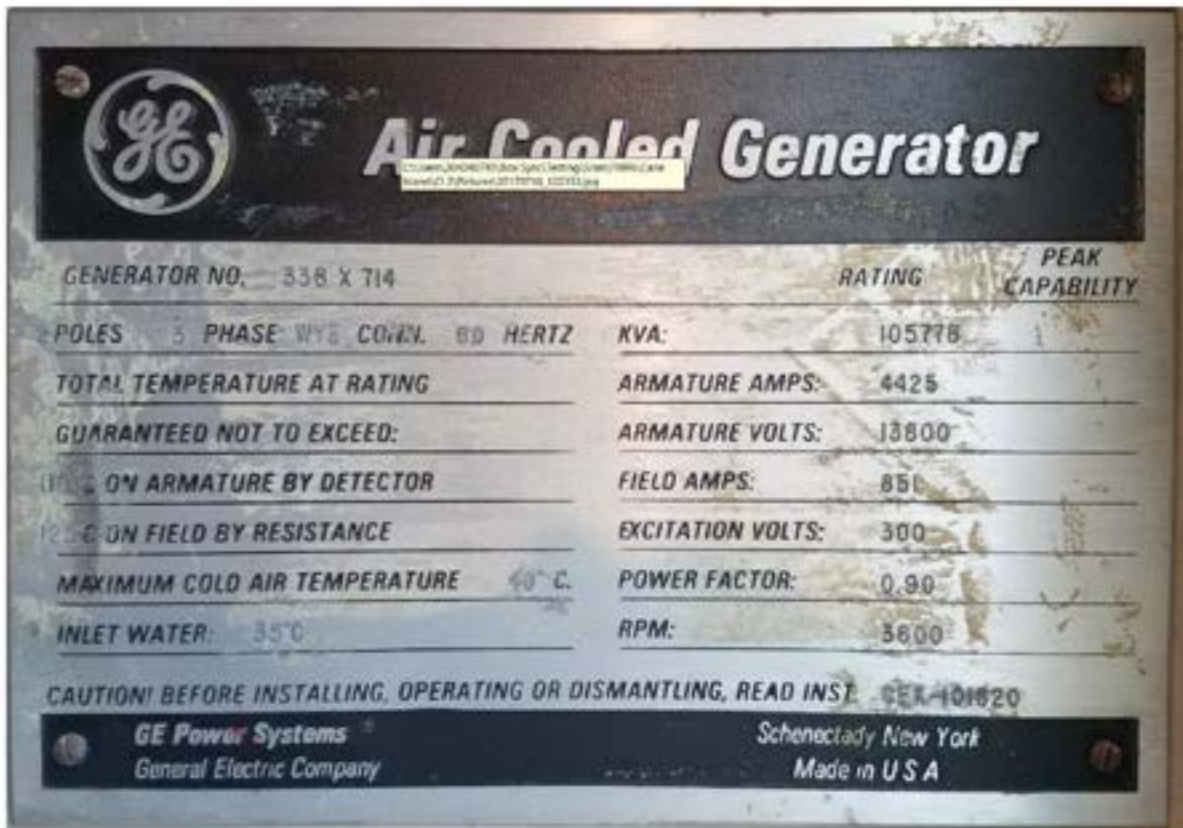 GE
Air Cooled Generator
GENERATOR NO. 338 X 714
RATING
PEAK CAPABILITY
2 POLES 3 PHASE WYE CONN. 60 HERTZ
KVA: 105778
TOTAL TEMPERATURE AT RATING
ARMATURE AMPS: 4425
GUARANTEED NOT TO EXCEED:
ARMATURE VOLTS: 13800
C ON ARMATURE BY DETECTOR
FIELD AMPS: 851
C ON FIELD BY RESISTANCE
EXCITATION VOLTS: 300
MAXIMUM COLD AIR TEMPERATURE 40°C.
POWER FACTOR: 0.90
INLET WATER: 35°C
RPM: 3600
CAUTION! BEFORE INSTALLING, OPERATING OR DISMANTLING, READ INST.
GE Power Systems
General Electric Company
Schenectady New York
Made in U S A